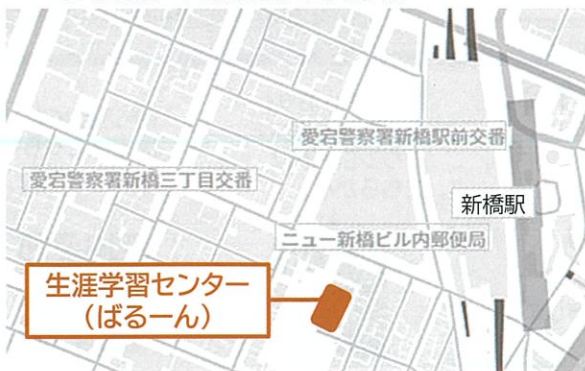 愛宕警察署新橋駅前交番
愛宕警察署新橋三丁目交番
新橋駅
ニュー新橋ビル内郵便局
生涯学習センター
（ばるーん）